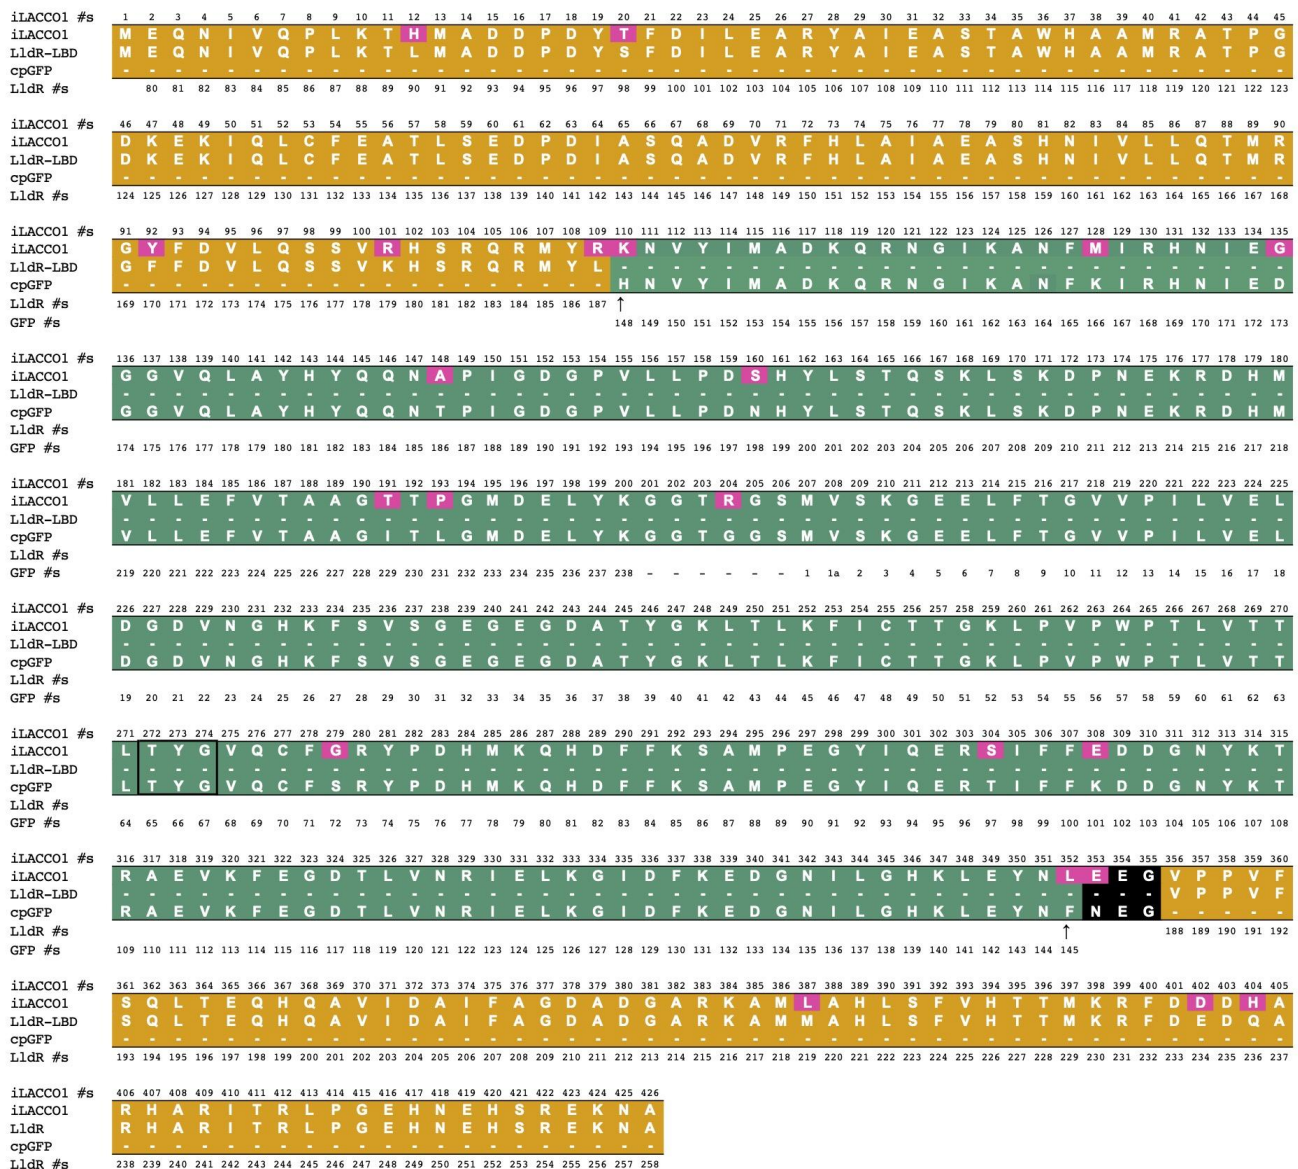 iLACCO1 #s 1 2 3 4 5 6 7 8 9 10 11 12 13 14 15 16 17 18 19 20 21 22 23 24 25 26 27 28 29 30 31 32 33 34 35 36 37 38 39 40 41 42 43 44 45
iLACCO1 M E Q N I V Q P L K T H M A D D P D Y T F D I L E A R Y A I E A S T A W H A A M R A T P G
LldR-LBD M E Q N I V Q P L K T L M A D D P D Y S F D I L E A R Y A I E A S T A W H A A M R A T P G
cpGFP - - - - - - - - - - - - - - - - - - - - - - - - - - - - - - - - - - - - - - - - - - - - -
LldR #s 80 81 82 83 84 85 86 87 88 89 90 91 92 93 94 95 96 97 98 99 100 101 102 103 104 105 106 107 108 109 110 111 112 113 114 115 116 117 118 119 120 121 122 123
iLACCO1 #s 46 47 48 49 50 51 52 53 54 55 56 57 58 59 60 61 62 63 64 65 66 67 68 69 70 71 72 73 74 75 76 77 78 79 80 81 82 83 84 85 86 87 88 89 90
iLACCO1 D K E K I Q L C F E A T L S E D P D I A S Q A D V R F H L A I A E A S H N I V L L Q T M R
LldR-LBD D K E K I Q L C F E A T L S E D P D I A S Q A D V R F H L A I A E A S H N I V L L Q T M R
cpGFP - - - - - - - - - - - - - - - - - - - - - - - - - - - - - - - - - - - - - - - - - - - - -
LldR #s 124 125 126 127 128 129 130 131 132 133 134 135 136 137 138 139 140 141 142 143 144 145 146 147 148 149 150 151 152 153 154 155 156 157 158 159 160 161 162 163 164 165 166 167 168
iLACCO1 #s 91 92 93 94 95 96 97 98 99 100 101 102 103 104 105 106 107 108 109 110 111 112 113 114 115 116 117 118 119 120 121 122 123 124 125 126 127 128 129 130 131 132 133 134 135
iLACCO1 G Y F D V L Q S S V R H S R Q R M Y R K N V Y I M A D K Q R N G I K A N F M I R H N I E G
LldR-LBD G F F D V L Q S S V K H S R Q R M Y L - - - - - - - - - - - - - - - - - - - - - - - - - -
cpGFP - - - - - - - - - - - - - - - - - - - H N V Y I M A D K Q R N G I K A N F K I R H N I E D
LldR #s 169 170 171 172 173 174 175 176 177 178 179 180 181 182 183 184 185 186 187 ↑
GFP #s 148 149 150 151 152 153 154 155 156 157 158 159 160 161 162 163 164 165 166 167 168 169 170 171 172 173
iLACCO1 #s 136 137 138 139 140 141 142 143 144 145 146 147 148 149 150 151 152 153 154 155 156 157 158 159 160 161 162 163 164 165 166 167 168 169 170 171 172 173 174 175 176 177 178 179 180
iLACCO1 G G V Q L A Y H Y Q Q N A P I G D G P V L L P D S H Y L S T Q S K L S K D P N E K R D H M
LldR-LBD - - - - - - - - - - - - - - - - - - - - - - - - - - - - - - - - - - - - - - - - - - - - -
cpGFP G G V Q L A Y H Y Q Q N T P I G D G P V L L P D N H Y L S T Q S K L S K D P N E K R D H M
LldR #s
GFP #s 174 175 176 177 178 179 180 181 182 183 184 185 186 187 188 189 190 191 192 193 194 195 196 197 198 199 200 201 202 203 204 205 206 207 208 209 210 211 212 213 214 215 216 217 218
iLACCO1 #s 181 182 183 184 185 186 187 188 189 190 191 192 193 194 195 196 197 198 199 200 201 202 203 204 205 206 207 208 209 210 211 212 213 214 215 216 217 218 219 220 221 222 223 224 225
iLACCO1 V L L E F V T A A G T T P G M D E L Y K G G T R G S M V S K G E E L F T G V V P I L V E L
LldR-LBD - - - - - - - - - - - - - - - - - - - - - - - - - - - - - - - - - - - - - - - - - - - - -
cpGFP V L L E F V T A A G I T L G M D E L Y K G G T G G S M V S K G E E L F T G V V P I L V E L
LldR #s
GFP #s 219 220 221 222 223 224 225 226 227 228 229 230 231 232 233 234 235 236 237 238 - - - - - - 1 1a 2 3 4 5 6 7 8 9 10 11 12 13 14 15 16 17 18
iLACCO1 #s 226 227 228 229 230 231 232 233 234 235 236 237 238 239 240 241 242 243 244 245 246 247 248 249 250 251 252 253 254 255 256 257 258 259 260 261 262 263 264 265 266 267 268 269 270
iLACCO1 D G D V N G H K F S V S G E G E G D A T Y G K L T L K F I C T T G K L P V P W P T L V T T
LldR-LBD - - - - - - - - - - - - - - - - - - - - - - - - - - - - - - - - - - - - - - - - - - - - -
cpGFP D G D V N G H K F S V S G E G E G D A T Y G K L T L K F I C T T G K L P V P W P T L V T T
LldR #s
GFP #s 19 20 21 22 23 24 25 26 27 28 29 30 31 32 33 34 35 36 37 38 39 40 41 42 43 44 45 46 47 48 49 50 51 52 53 54 55 56 57 58 59 60 61 62 63
iLACCO1 #s 271 272 273 274 275 276 277 278 279 280 281 282 283 284 285 286 287 288 289 290 291 292 293 294 295 296 297 298 299 300 301 302 303 304 305 306 307 308 309 310 311 312 313 314 315
iLACCO1 L T Y G V Q C F G R Y P D H M K Q H D F F K S A M P E G Y I Q E R S I F F E D D G N Y K T
LldR-LBD - - - - - - - - - - - - - - - - - - - - - - - - - - - - - - - - - - - - - - - - - - - - -
cpGFP L T Y G V Q C F S R Y P D H M K Q H D F F K S A M P E G Y I Q E R T I F F K D D G N Y K T
LldR #s
GFP #s 64 65 66 67 68 69 70 71 72 73 74 75 76 77 78 79 80 81 82 83 84 85 86 87 88 89 90 91 92 93 94 95 96 97 98 99 100 101 102 103 104 105 106 107 108
iLACCO1 #s 316 317 318 319 320 321 322 323 324 325 326 327 328 329 330 331 332 333 334 335 336 337 338 339 340 341 342 343 344 345 346 347 348 349 350 351 352 353 354 355 356 357 358 359 360
iLACCO1 R A E V K F E G D T L V N R I E L K G I D F K E D G N I L G H K L E Y N L E E G V P P V F
LldR-LBD - - - - - - - - - - - - - - - - - - - - - - - - - - - - - - - - - - - - - - - - V P P V F
cpGFP R A E V K F E G D T L V N R I E L K G I D F K E D G N I L G H K L E Y N F N E G - - - - -
LldR #s ↑ 188 189 190 191 192
GFP #s 109 110 111 112 113 114 115 116 117 118 119 120 121 122 123 124 125 126 127 128 129 130 131 132 133 134 135 136 137 138 139 140 141 142 143 144 145
iLACCO1 #s 361 362 363 364 365 366 367 368 369 370 371 372 373 374 375 376 377 378 379 380 381 382 383 384 385 386 387 388 389 390 391 392 393 394 395 396 397 398 399 400 401 402 403 404 405
iLACCO1 S Q L T E Q H Q A V I D A I F A G D A D G A R K A M L A H L S F V H T T M K R F D D D H A
LldR-LBD S Q L T E Q H Q A V I D A I F A G D A D G A R K A M M A H L S F V H T T M K R F D E D Q A
cpGFP - - - - - - - - - - - - - - - - - - - - - - - - - - - - - - - - - - - - - - - - - - - - -
LldR #s 193 194 195 196 197 198 199 200 201 202 203 204 205 206 207 208 209 210 211 212 213 214 215 216 217 218 219 220 221 222 223 224 225 226 227 228 229 230 231 232 233 234 235 236 237
iLACCO1 #s 406 407 408 409 410 411 412 413 414 415 416 417 418 419 420 421 422 423 424 425 426
iLACCO1 R H A R I T R L P G E H N E H S R E K N A
LldR R H A R I T R L P G E H N E H S R E K N A
cpGFP - - - - - - - - - - - - - - - - - - - - -
LldR #s 238 239 240 241 242 243 244 245 246 247 248 249 250 251 252 253 254 255 256 257 258